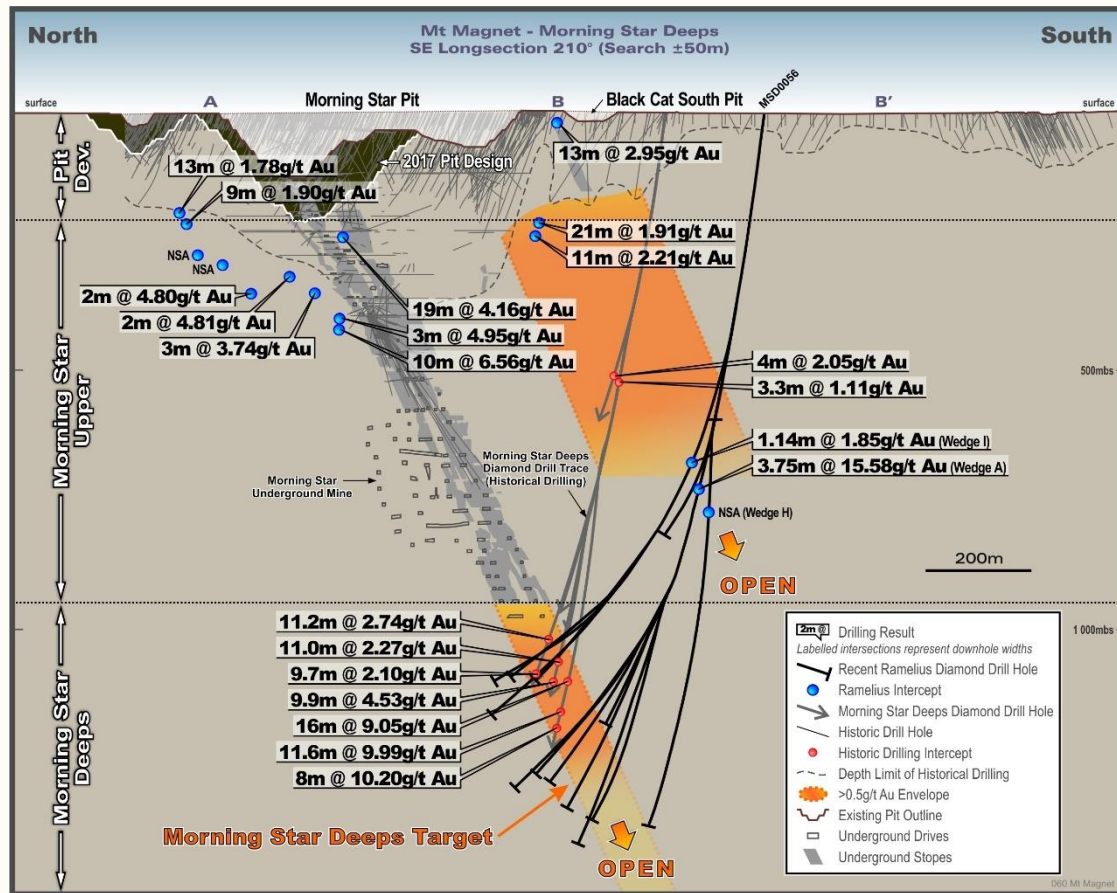 North
Mt Magnet - Morning Star Deeps
SE Longsection 210° (Search ±50m)
South
surface
A
Morning Star Pit
B
Black Cat South Pit
MSD0056
B'
surface
Pit
Dev.
2017 Pit Design
13m @ 2.95g/t Au
13m @ 1.78g/t Au
9m @ 1.90g/t Au
21m @ 1.91g/t Au
11m @ 2.21g/t Au
NSA
NSA
2m @ 4.80g/t Au
2m @ 4.81g/t Au
3m @ 3.74g/t Au
19m @ 4.16g/t Au
3m @ 4.95g/t Au
10m @ 6.56g/t Au
Morning Star
Upper
4m @ 2.05g/t Au
3.3m @ 1.11g/t Au
500mbs
1.14m @ 1.85g/t Au (Wedge I)
3.75m @ 15.58g/t Au (Wedge A)
NSA (Wedge H)
Morning Star Deeps
Diamond Drill Trace
(Historical Drilling)
Morning Star
Underground Mine
OPEN
200m
11.2m @ 2.74g/t Au
11.0m @ 2.27g/t Au
9.7m @ 2.10g/t Au
9.9m @ 4.53g/t Au
16m @ 9.05g/t Au
11.6m @ 9.99g/t Au
8m @ 10.20g/t Au
1 000mbs
Morning Star
Deeps
Morning Star Deeps Target
OPEN
2m @ Drilling Result
Labelled intersections represent downhole widths
Recent Ramelius Diamond Drill Hole
Ramelius Intercept
Morning Star Deeps Diamond Drill Hole
Historic Drill Hole
Historic Drilling Intercept
Depth Limit of Historical Drilling
>0.5g/t Au Envelope
Existing Pit Outline
Underground Drives
Underground Stopes
060 Mt Magnet